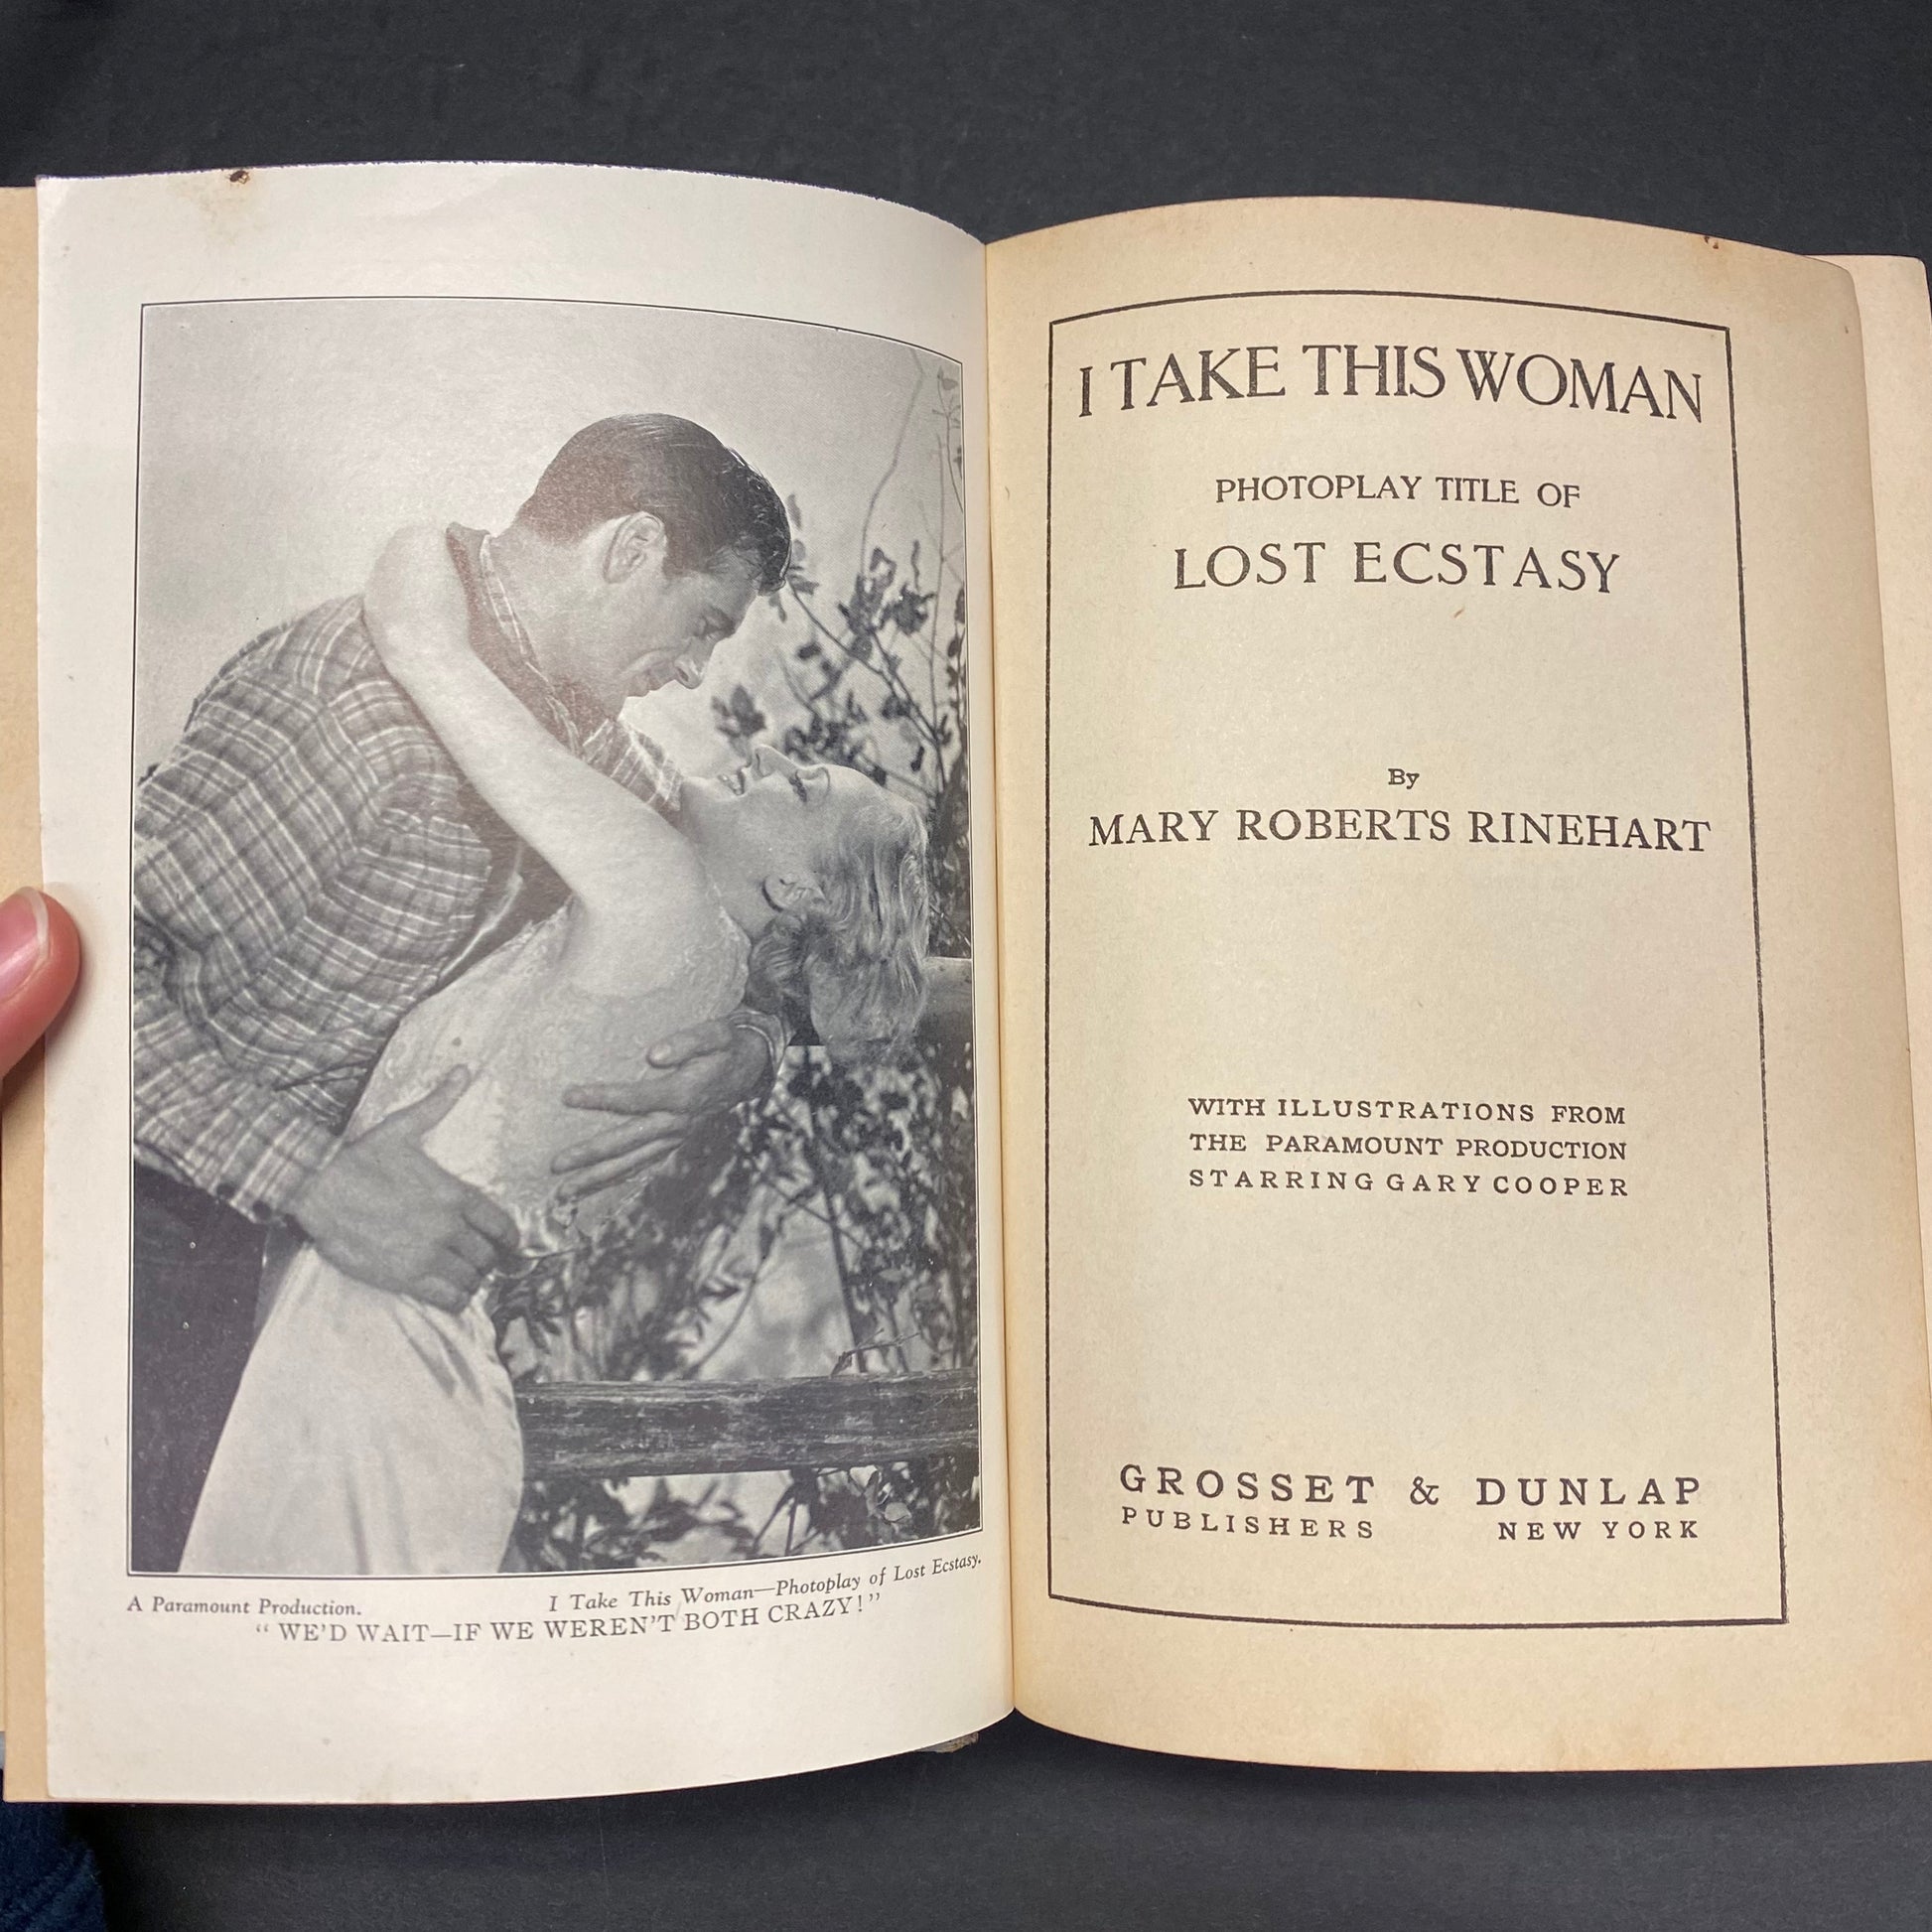 A Paramount Production. I Take This Woman—Photoplay of Lost Ecstasy.
“ WE'D WAIT—IF WE WEREN'T BOTH CRAZY!”
I TAKE THIS WOMAN
PHOTOPLAY TITLE OF
LOST ECSTASY
By
MARY ROBERTS RINEHART
WITH ILLUSTRATIONS FROM
THE PARAMOUNT PRODUCTION
STARRING GARY COOPER
GROSSET & DUNLAP
PUBLISHERS NEW YORK